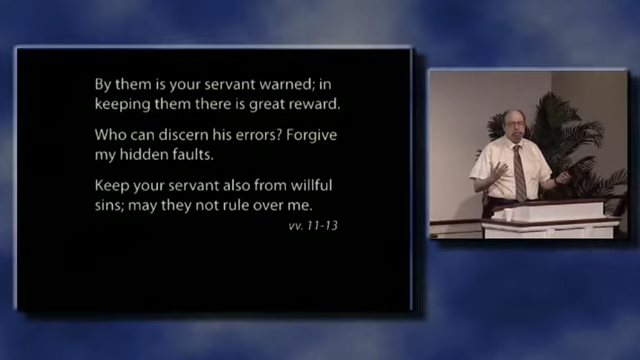 By them is your servant warned; in
keeping them there is great reward.
Who can discern his errors? Forgive
my hidden faults.
Keep your servant also from willful
sins; may they not rule over me.
vv. 11-13